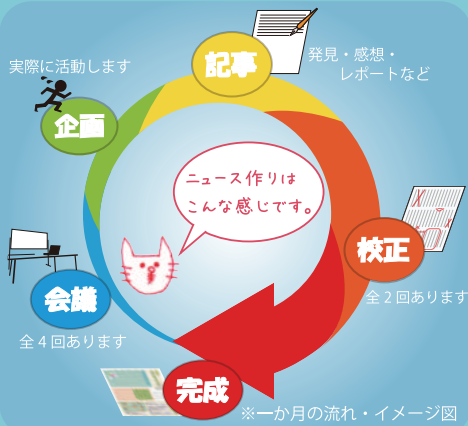 記事
発見・感想・
レポートなど
実際に活動します
企画
ニュース作りは
こんな感じです。
校正
全2回あります
会議
全4回あります
完成
※一か月の流れ・イメージ図